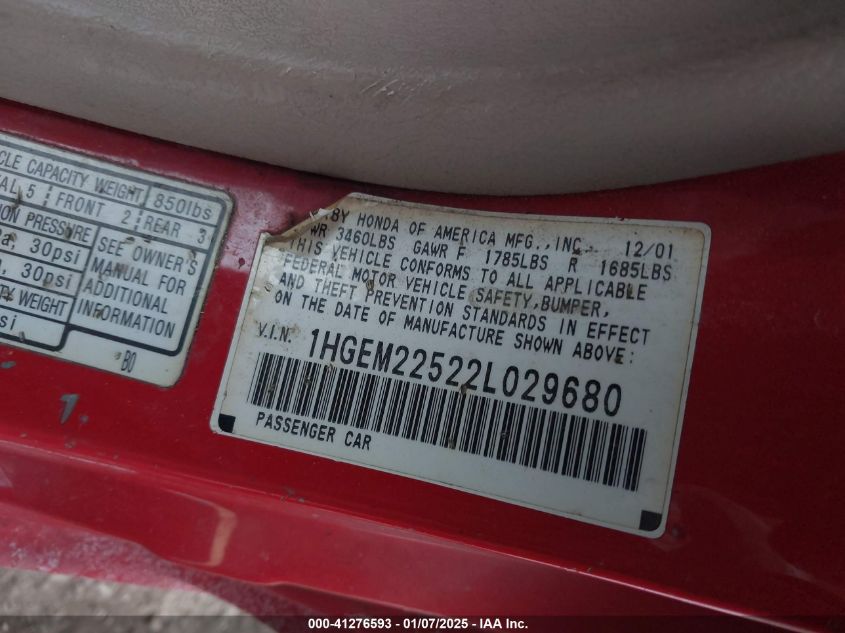 CLE CAPACITY WEIGHT 850lbs
5 FRONT 2 REAR 3
PRESSURE
30psi
30psi
SEE OWNER'S
MANUAL FOR
ADDITIONAL
INFORMATION
WEIGHT
B0
1
BY HONDA OF AMERICA MFG., INC. 12/01
WR 3460LBS GAWR F 1785LBS R 1685LBS
THIS VEHICLE CONFORMS TO ALL APPLICABLE
FEDERAL MOTOR VEHICLE SAFETY, BUMPER,
AND THEFT PREVENTION STANDARDS IN EFFECT
ON THE DATE OF MANUFACTURE SHOWN ABOVE:
V.I.N. 1HGEM22522L029680
PASSENGER CAR
000-41276593 - 01/07/2025 - IAA Inc.